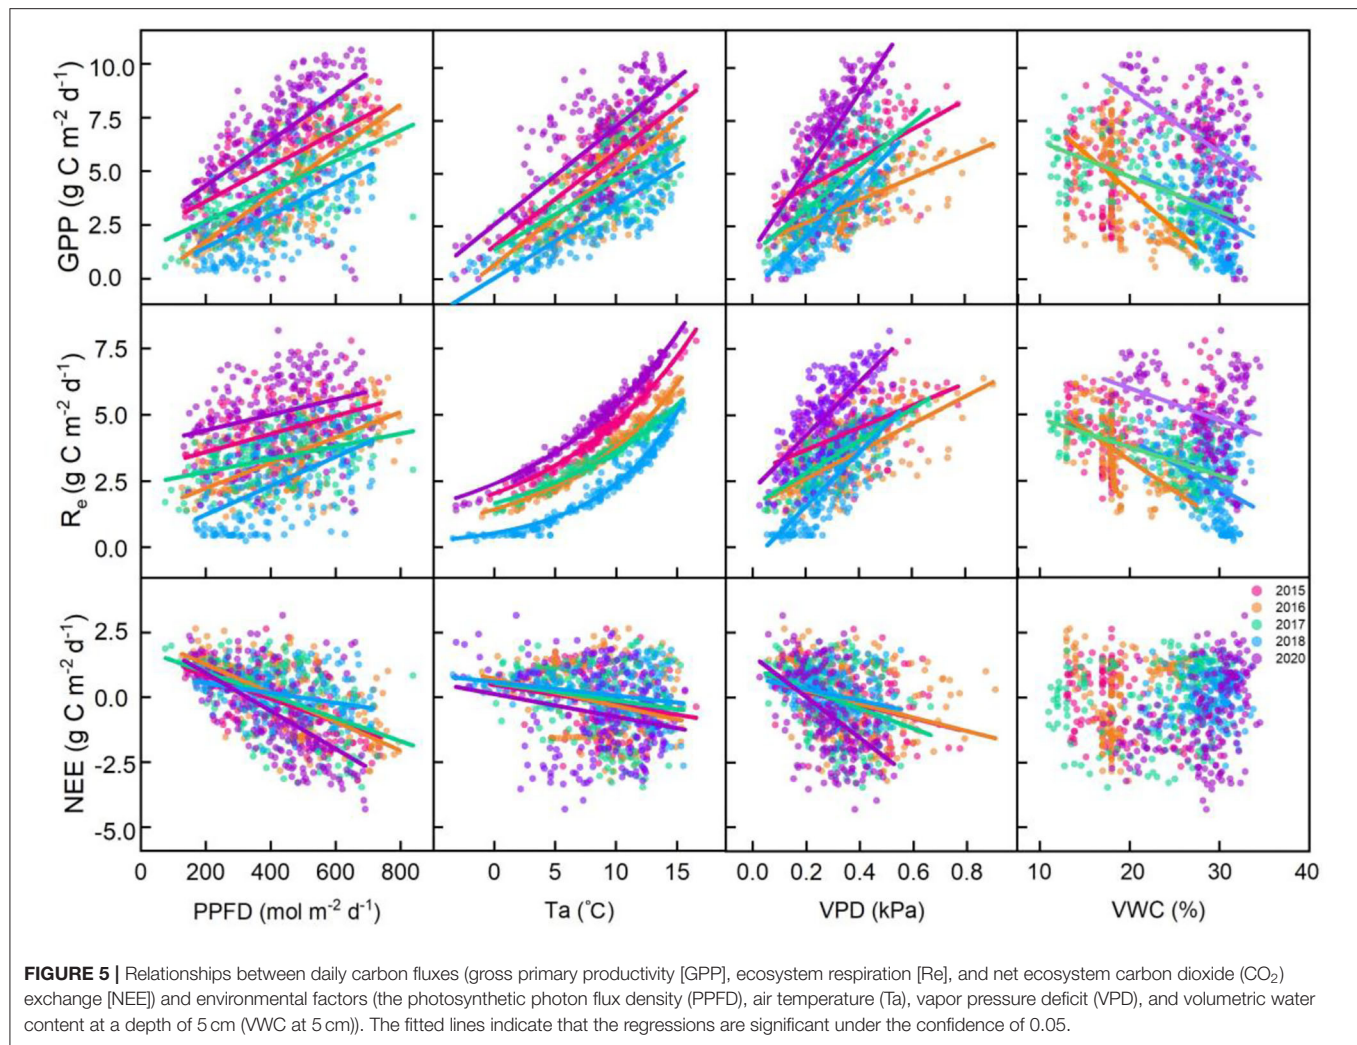 GPP (g C m⁻² d⁻¹)
10.0
7.5
5.0
2.5
0.0
Rₑ (g C m⁻² d⁻¹)
7.5
5.0
2.5
0.0
NEE (g C m⁻² d⁻¹)
2.5
0.0
-2.5
-5.0
2015
2016
2017
2018
2020
0 200 400 600 800
0 5 10 15
0.0 0.2 0.4 0.6 0.8
10 20 30 40
PPFD (mol m⁻² d⁻¹)
Ta (°C)
VPD (kPa)
VWC (%)
FIGURE 5 | Relationships between daily carbon fluxes (gross primary productivity [GPP], ecosystem respiration [Re], and net ecosystem carbon dioxide (CO₂)
exchange [NEE]) and environmental factors (the photosynthetic photon flux density (PPFD), air temperature (Ta), vapor pressure deficit (VPD), and volumetric water
content at a depth of 5 cm (VWC at 5 cm)). The fitted lines indicate that the regressions are significant under the confidence of 0.05.